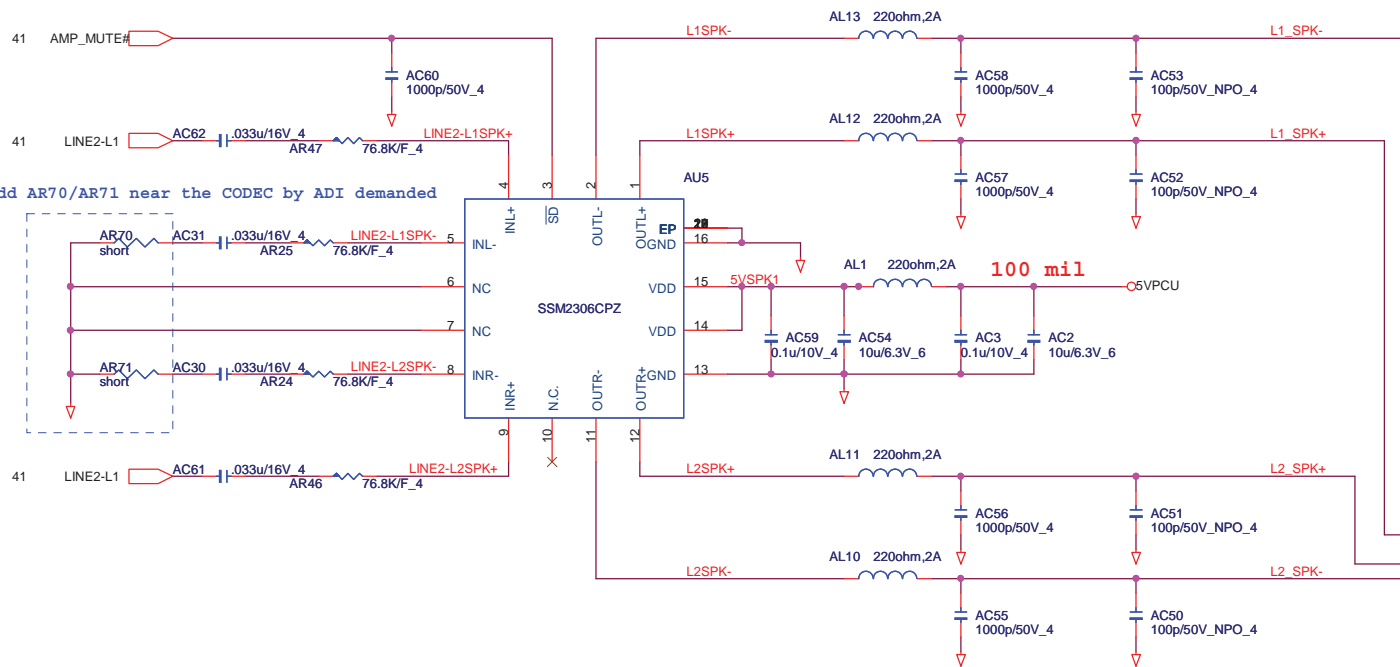 AL13 220ohm,2A
41 AMP_MUTE#
L1SPK-
L1_SPK-
AC60
1000p/50V_4
AC58
1000p/50V_4
AC53
100p/50V_NPO_4
AL12 220ohm,2A
41 LINE2-L1
AC62 .033u/16V_4
AR47 76.8K/F_4
LINE2-L1SPK+
L1SPK+
L1_SPK+
AC57
1000p/50V_4
AC52
100p/50V_NPO_4
dd AR70/AR71 near the CODEC by ADI demanded
AU5
4 3 2 1
INL+ SD OUTL- OUTL+
AR70
short
AC31 .033u/16V_4
AR25 76.8K/F_4
LINE2-L1SPK-
5 INL-
EP
GND 16
6 NC
7 NC
SSM2306CPZ
VDD 15
5VSPK1
AL1 220ohm,2A
100 mil
5VPCU
VDD 14
AC59
0.1u/10V_4
AC54
10u/6.3V_6
AC3
0.1u/10V_4
AC2
10u/6.3V_6
AR71
short
AC30 .033u/16V_4
AR24 76.8K/F_4
LINE2-L2SPK-
8 INR-
GND 13
INR+ N.C. OUTR- OUTR+
9 10 11 12
41 LINE2-L1
AC61 .033u/16V_4
AR46 76.8K/F_4
LINE2-L2SPK+
L2SPK+
AL11 220ohm,2A
L2_SPK+
AC56
1000p/50V_4
AC51
100p/50V_NPO_4
AL10 220ohm,2A
L2SPK-
L2_SPK-
AC55
1000p/50V_4
AC50
100p/50V_NPO_4